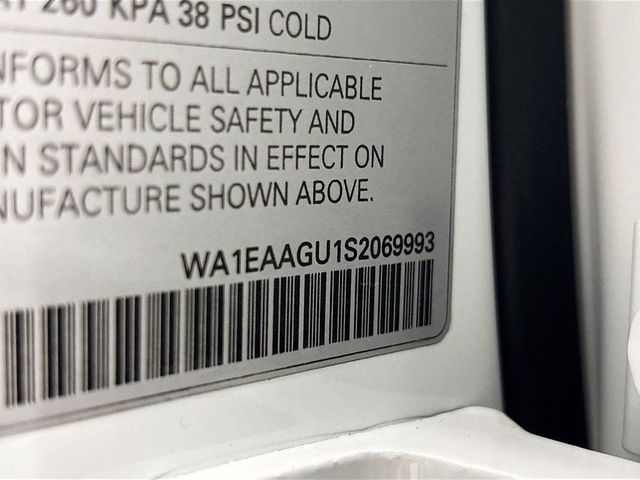 260 KPA 38 PSI COLD
NFORMS TO ALL APPLICABLE
TOR VEHICLE SAFETY AND
N STANDARDS IN EFFECT ON
NUFACTURE SHOWN ABOVE.
WA1EAAGU1S2069993